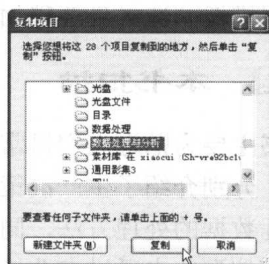 复制项目
选择您想将这 28 个项目复制到的地方，然后单击“复
制”按钮。
光盘
光盘文件
目录
数据处理
数据处理与分析
素材库 在 xiaocui (Sh-vra92bclv
通用影集3
要查看任何子文件夹，请单击上面的 + 号。
新建文件夹(M)
复制
取消